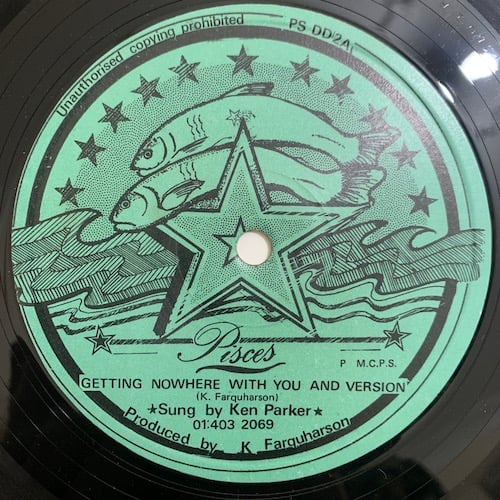 Unauthorised copying prohibited
PS DD2A
Pisces
P M.C.P.S.
GETTING NOWHERE WITH YOU AND VERSION
(K. Farquharson)
★Sung by Ken Parker★
01:403 2069
Produced by K Farquharson